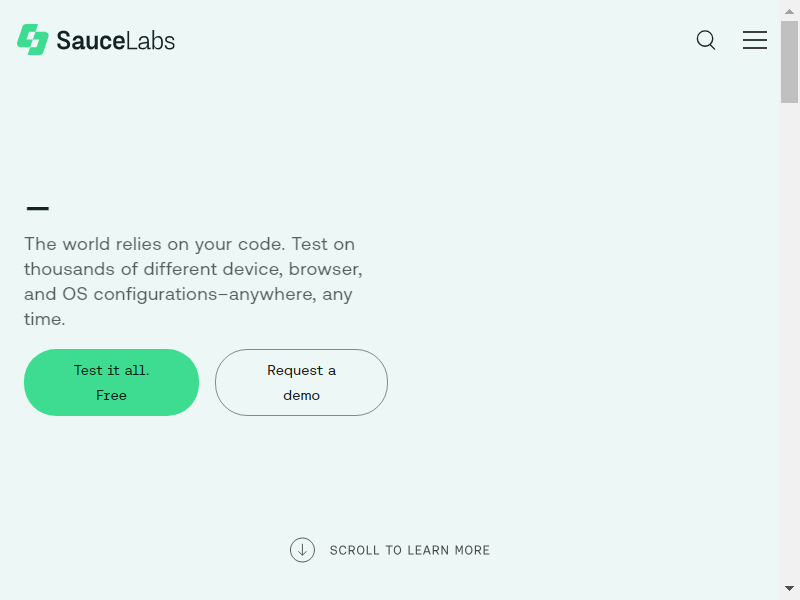 SauceLabs
The world relies on your code. Test on
thousands of different device, browser,
and OS configurations–anywhere, any
time.
Test it all.
Free
Request a
demo
SCROLL TO LEARN MORE